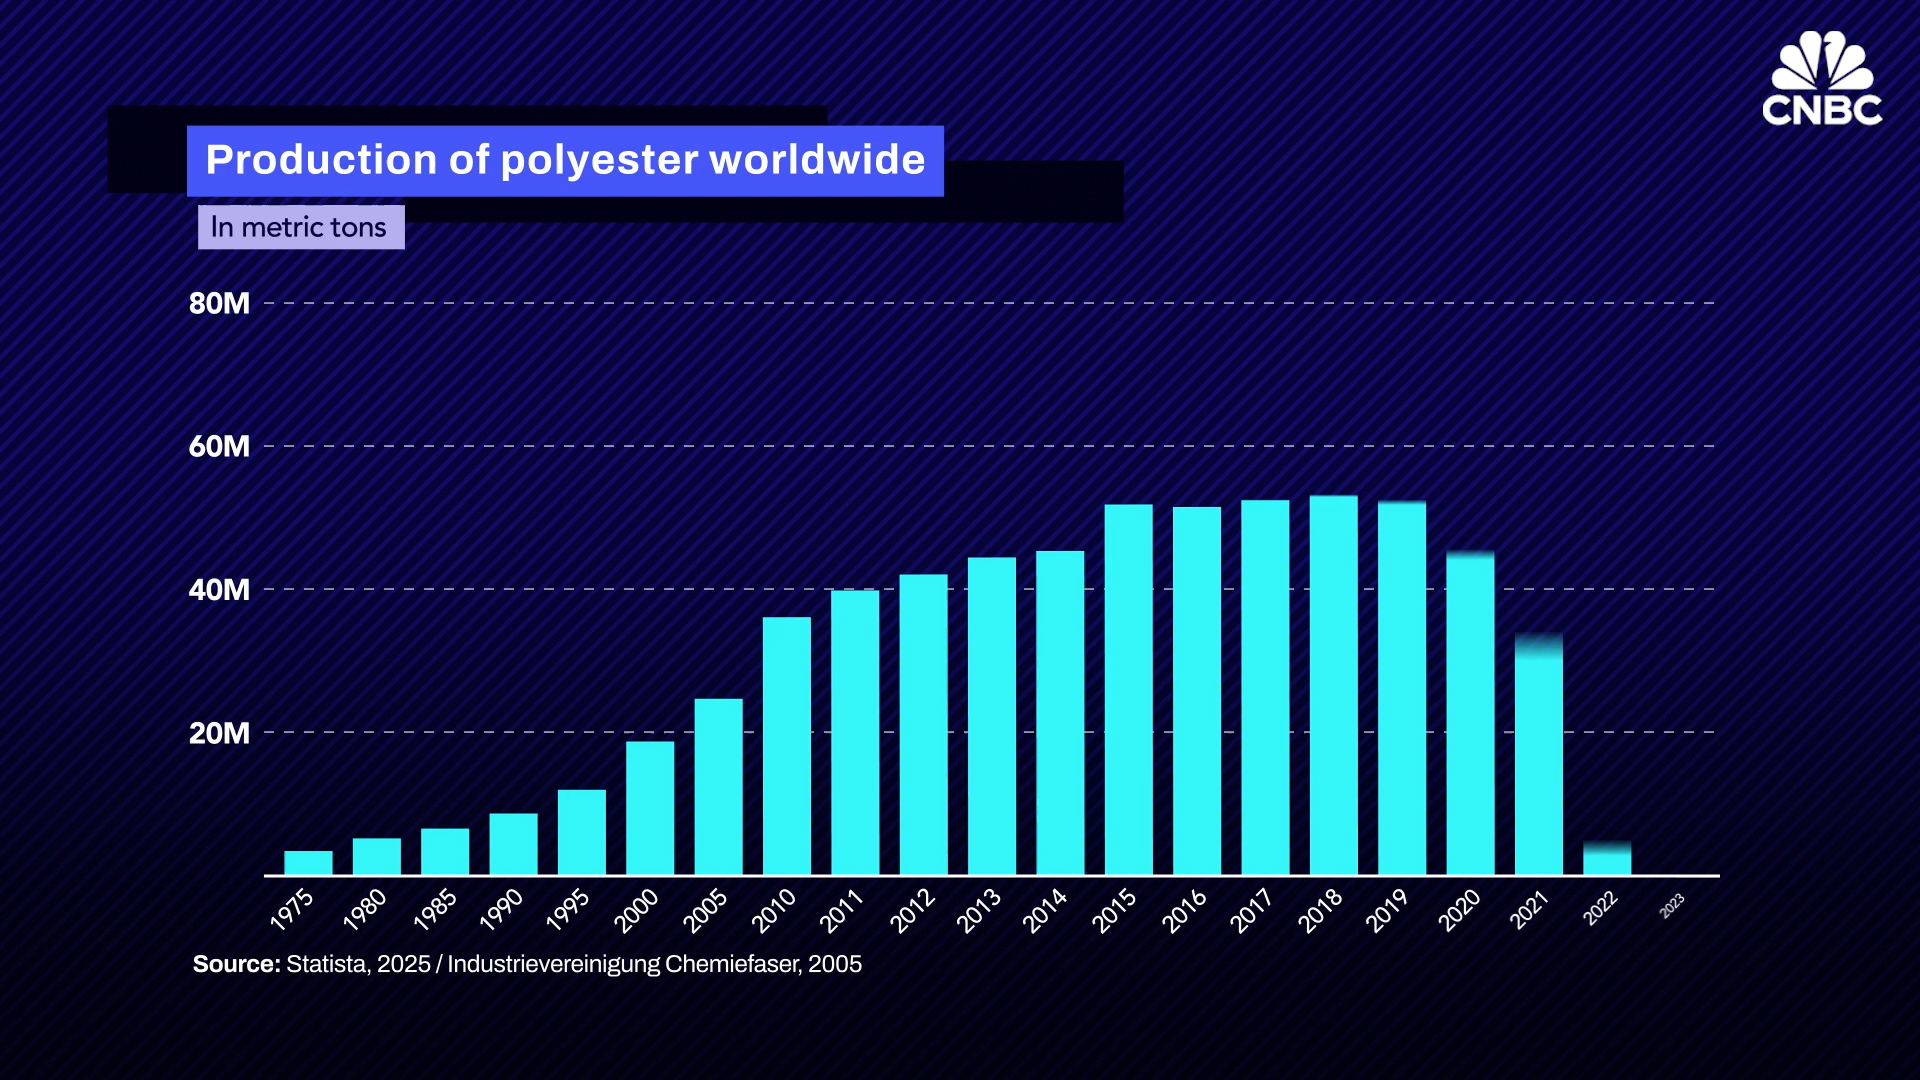 CNBC
Production of polyester worldwide
In metric tons
80M
60M
40M
20M
1975 1980 1985 1990 1995 2000 2005 2010 2011 2012 2013 2014 2015 2016 2017 2018 2019 2020 2021 2022 2023
Source: Statista, 2025 / Industrievereinigung Chemiefaser, 2005